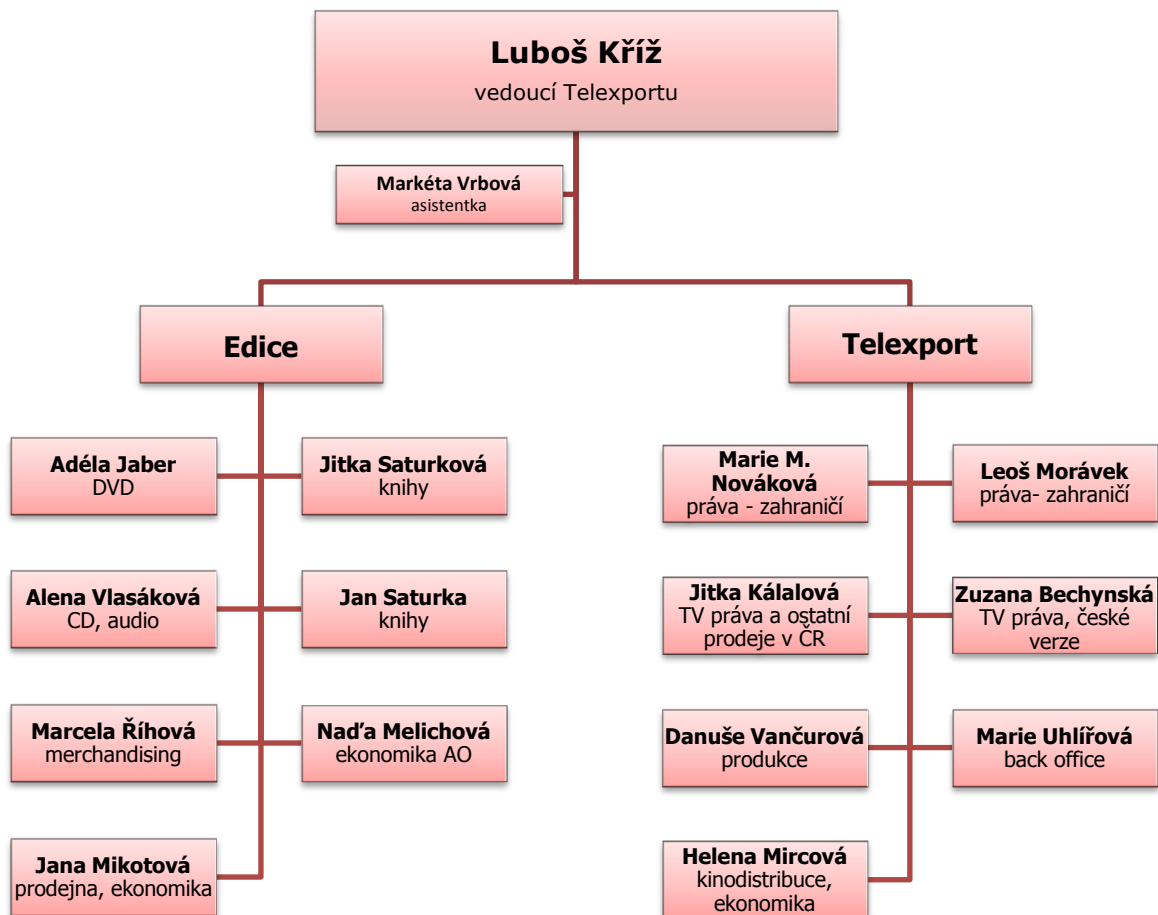 Luboš Kříž
vedoucí Telexportu
Markéta Vrbová
asistentka
Edice
Telexport
Adéla Jaber
DVD
Jitka Saturková
knihy
Marie M.
Nováková
práva - zahraničí
Leoš Morávek
práva- zahraničí
Alena Vlasáková
CD, audio
Jan Saturka
knihy
Jitka Kálalová
TV práva a ostatní
prodeje v ČR
Zuzana Bechynská
TV práva, české
verze
Marcela Říhová
merchandising
Naďa Melichová
ekonomika AO
Danuše Vančurová
produkce
Marie Uhlířová
back office
Jana Mikotová
prodejna, ekonomika
Helena Mircová
kinodistribuce,
ekonomika